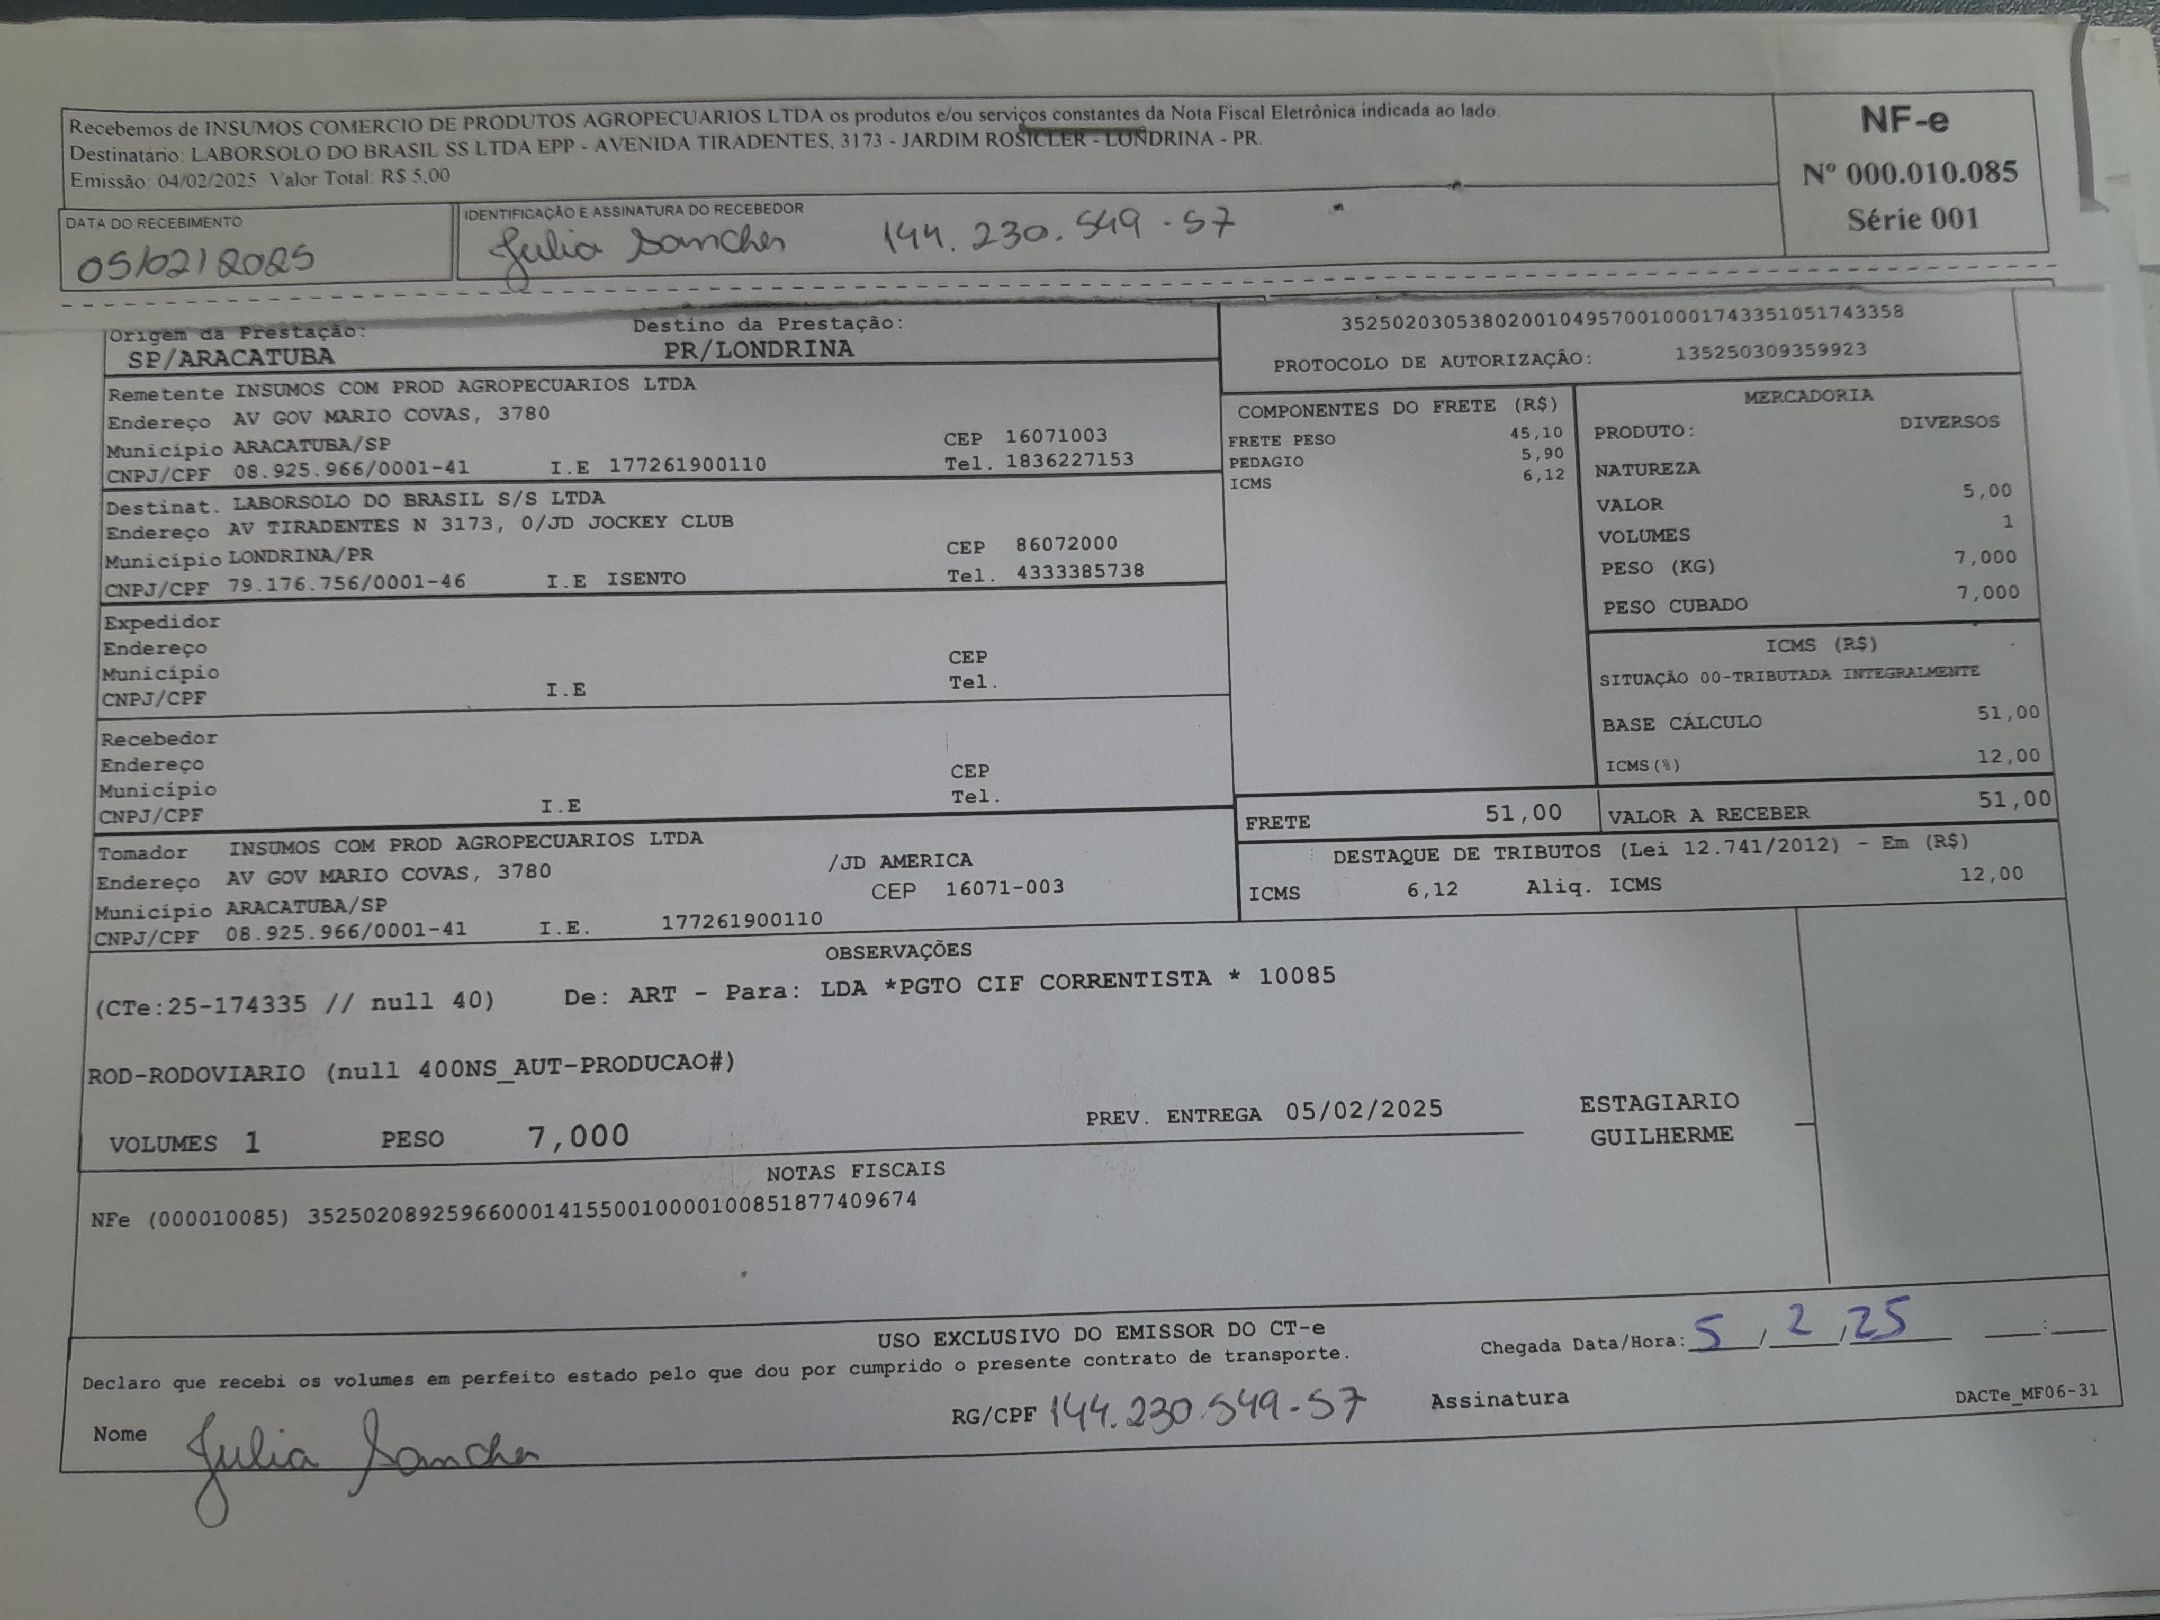 Recebemos de INSUMOS COMERCIO DE PRODUTOS AGROPECUARIOS LTDA os produtos e/ou serviços constantes da Nota Fiscal Eletrônica indicada ao lado.
Destinatário: LABORSOLO DO BRASIL SS LTDA EPP - AVENIDA TIRADENTES, 3173 - JARDIM ROSICLER - LONDRINA - PR.
Emissão: 04/02/2025 Valor Total: R$ 5,00
NF-e
Nº 000.010.085
Série 001
DATA DO RECEBIMENTO
05/02/2025
IDENTIFICAÇÃO E ASSINATURA DO RECEBEDOR
Julia Sanches 144.230.549-57
Origem da Prestação: Destino da Prestação:
SP/ARACATUBA PR/LONDRINA
35250203053802001049570010001743351051743358
PROTOCOLO DE AUTORIZAÇÃO: 135250309359923
Remetente INSUMOS COM PROD AGROPECUARIOS LTDA
Endereço AV GOV MARIO COVAS, 3780
Município ARACATUBA/SP CEP 16071003
CNPJ/CPF 08.925.966/0001-41 I.E 177261900110 Tel. 1836227153
Destinat. LABORSOLO DO BRASIL S/S LTDA
Endereço AV TIRADENTES N 3173, 0/JD JOCKEY CLUB
Município LONDRINA/PR CEP 86072000
CNPJ/CPF 79.176.756/0001-46 I.E ISENTO Tel. 4333385738
Expedidor
Endereço
Município CEP
CNPJ/CPF I.E Tel.
Recebedor
Endereço
Município CEP
CNPJ/CPF I.E Tel.
Tomador INSUMOS COM PROD AGROPECUARIOS LTDA
Endereço AV GOV MARIO COVAS, 3780 /JD AMERICA
Município ARACATUBA/SP CEP 16071-003
CNPJ/CPF 08.925.966/0001-41 I.E. 177261900110
COMPONENTES DO FRETE (R$)
FRETE PESO 45,10
PEDAGIO 5,90
ICMS 6,12
MERCADORIA
PRODUTO: DIVERSOS
NATUREZA
VALOR 5,00
VOLUMES 1
PESO (KG) 7,000
PESO CUBADO 7,000
ICMS (R$)
SITUAÇÃO 00-TRIBUTADA INTEGRALMENTE
BASE CÁLCULO 51,00
ICMS(%) 12,00
FRETE 51,00 VALOR A RECEBER 51,00
DESTAQUE DE TRIBUTOS (Lei 12.741/2012) - Em (R$)
ICMS 6,12 Aliq. ICMS 12,00
OBSERVAÇÕES
(CTe:25-174335 // null 40) De: ART - Para: LDA *PGTO CIF CORRENTISTA * 10085
ROD-RODOVIARIO (null 400NS_AUT-PRODUCAO#)
VOLUMES 1 PESO 7,000 PREV. ENTREGA 05/02/2025
ESTAGIARIO
GUILHERME
NOTAS FISCAIS
NFe (000010085) 35250208925966000141550010000100851877409674
USO EXCLUSIVO DO EMISSOR DO CT-e
Chegada Data/Hora: 5/2/25 __:__
Declaro que recebi os volumes em perfeito estado pelo que dou por cumprido o presente contrato de transporte.
Nome Julia Sanches RG/CPF 144.230.549-57 Assinatura
DACTe_MF06-31